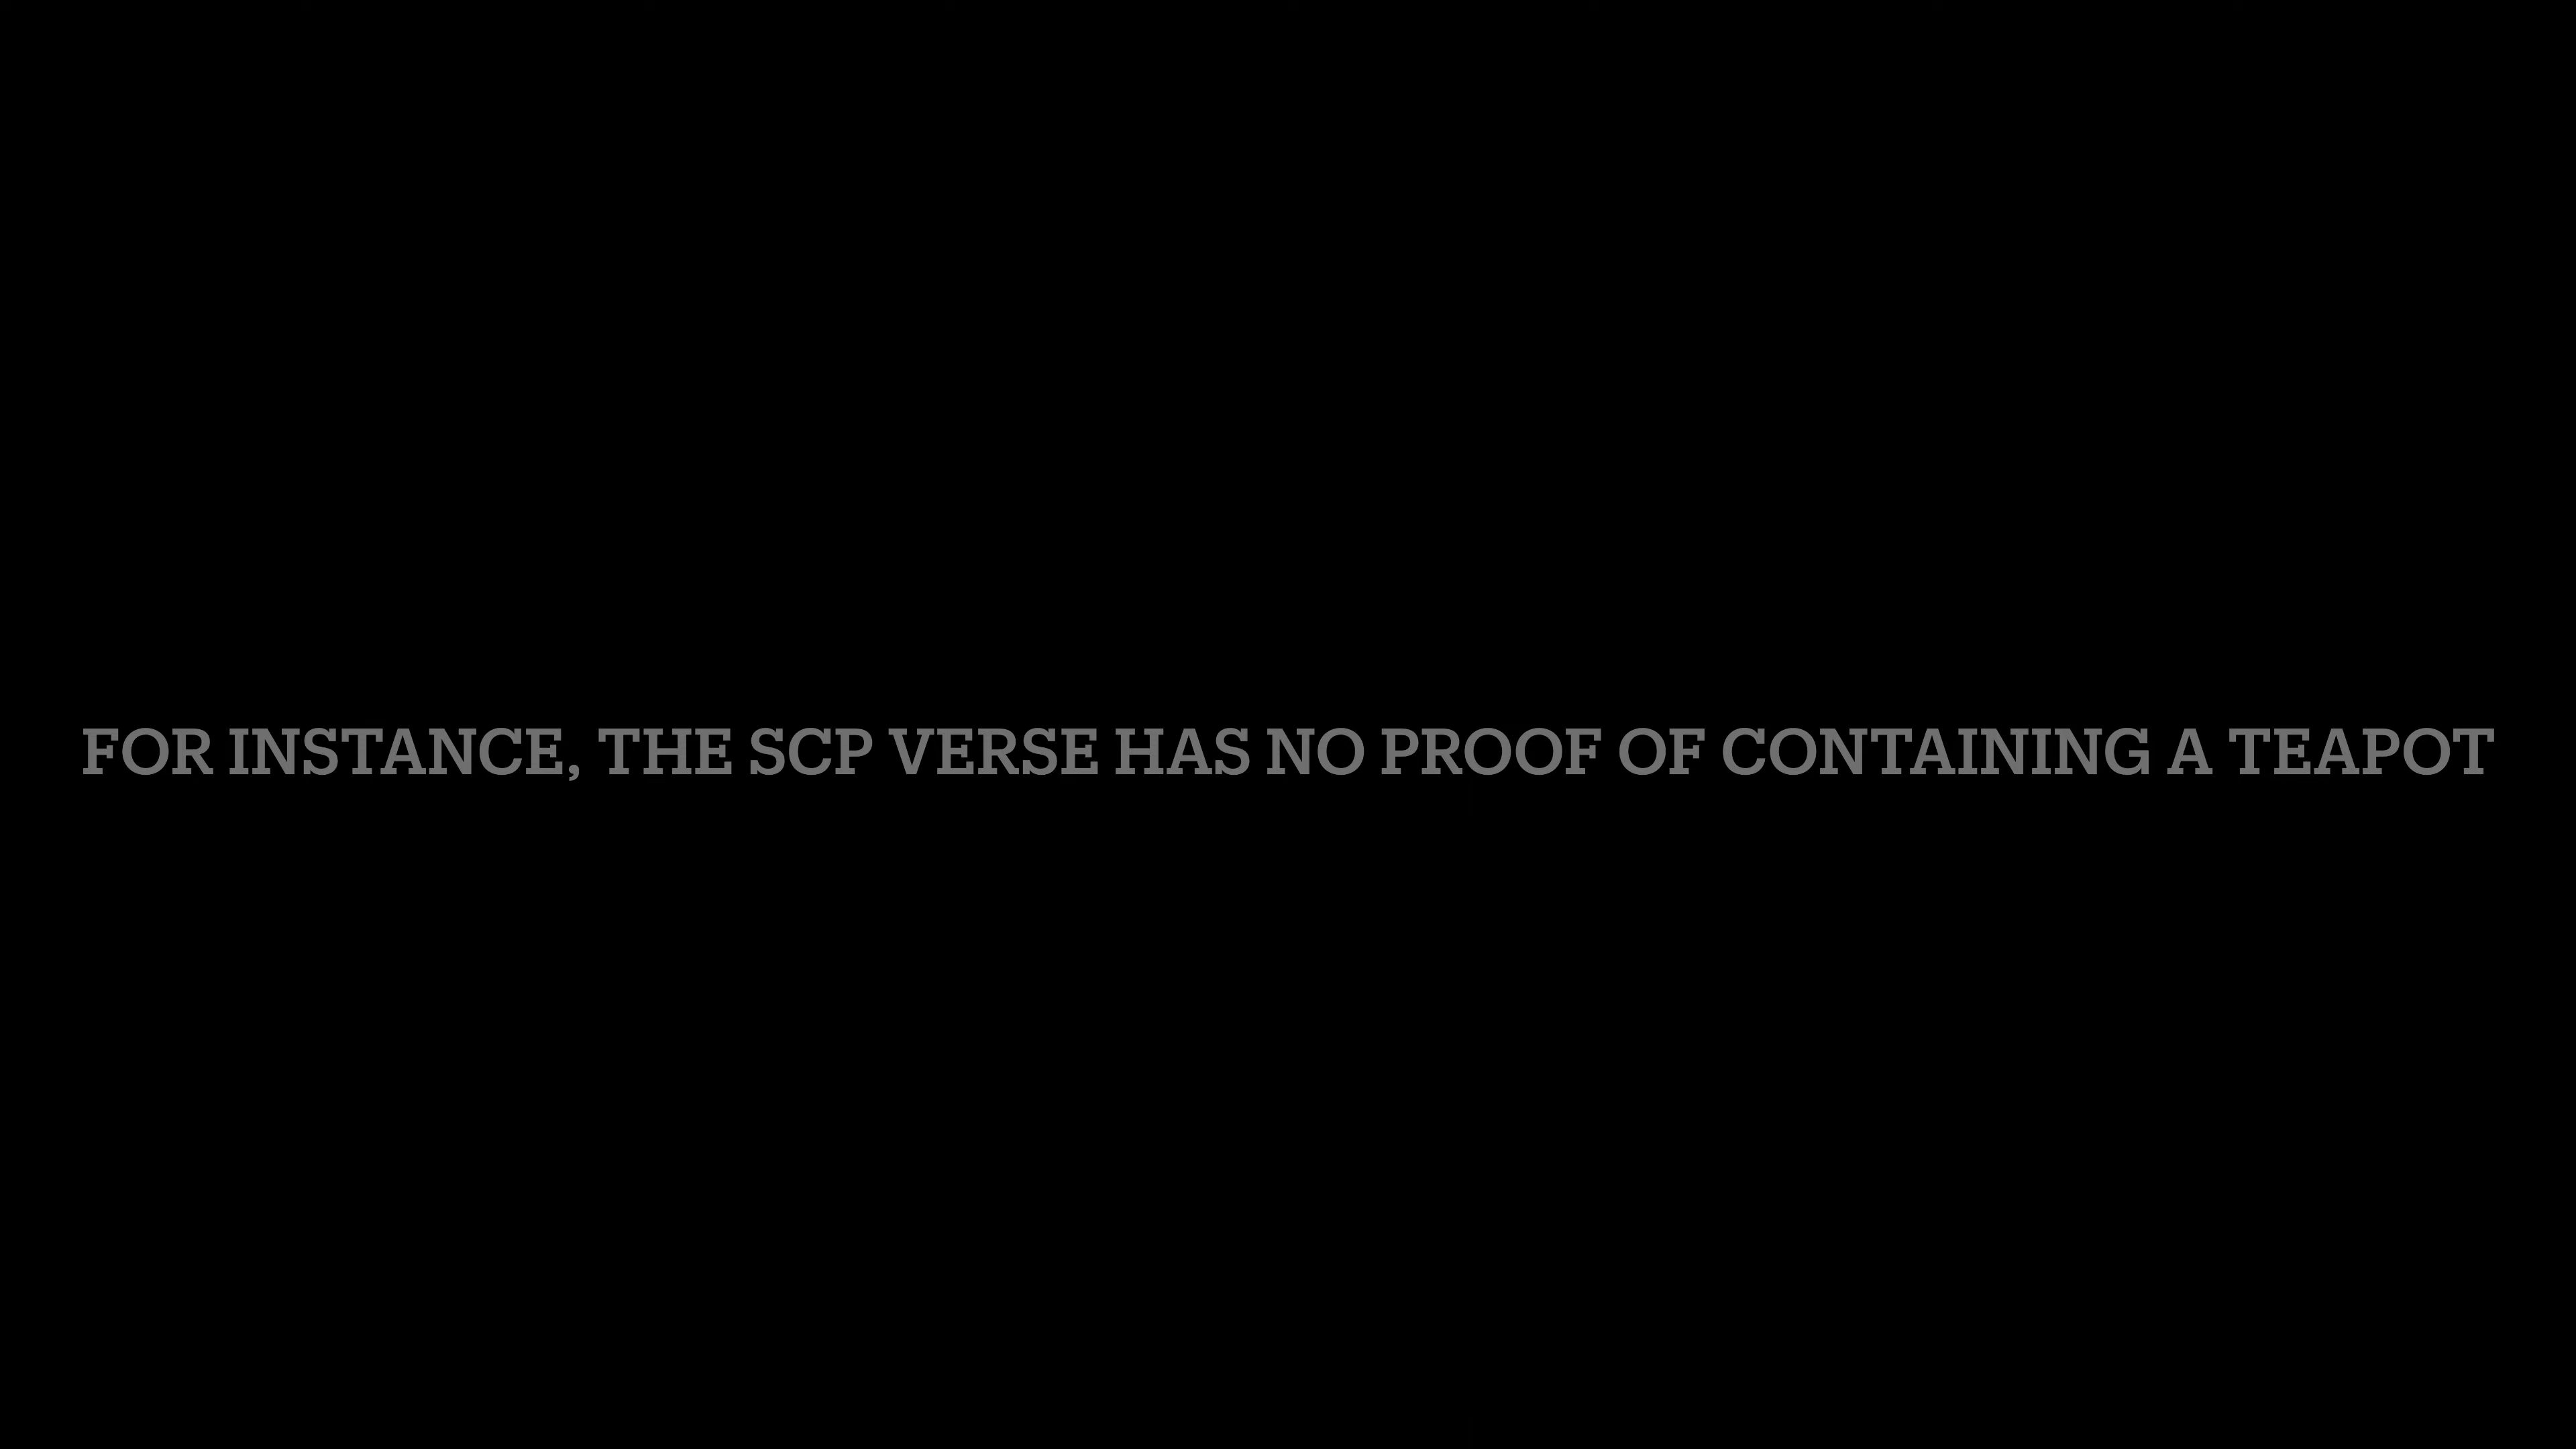 FOR INSTANCE, THE SCP VERSE HAS NO PROOF OF CONTAINING A TEAPOT